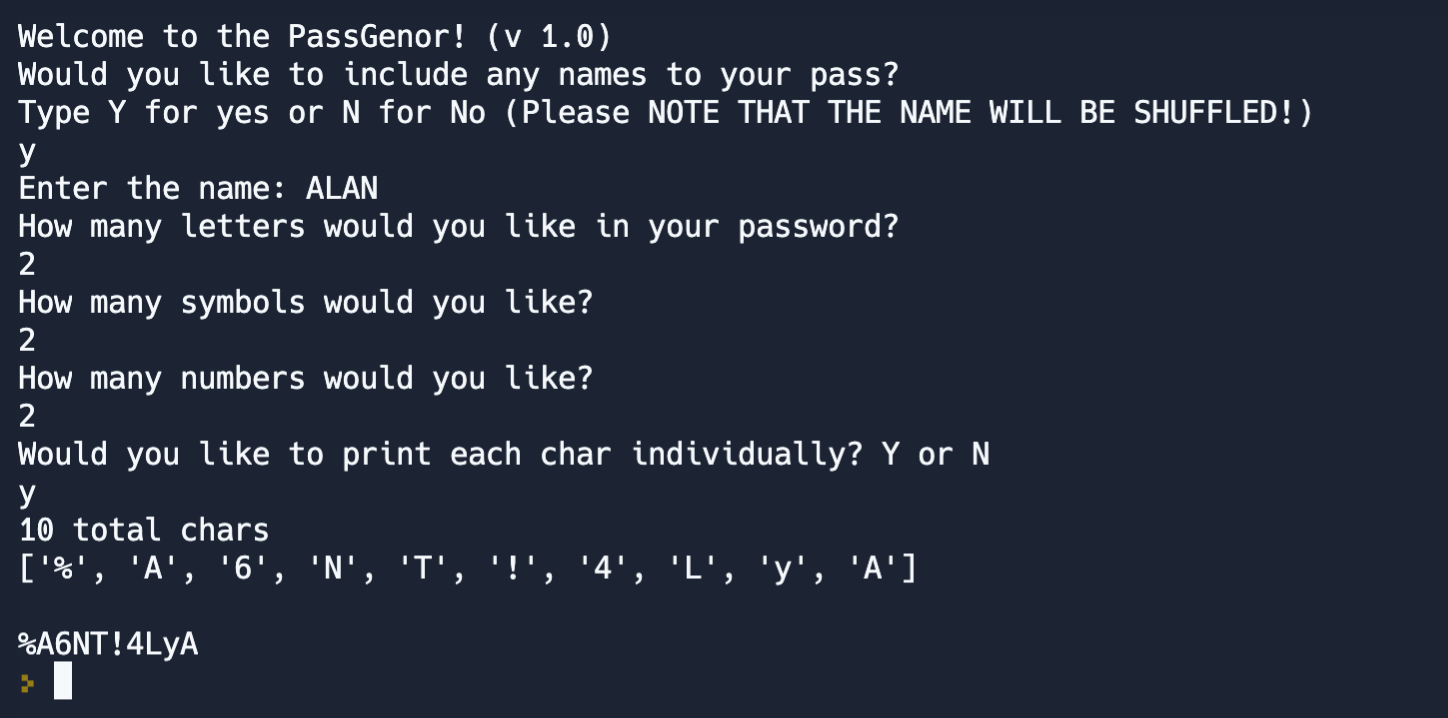 Welcome to the PassGenor! (v 1.0)
Would you like to include any names to your pass?
Type Y for yes or N for No (Please NOTE THAT THE NAME WILL BE SHUFFLED!)
y
Enter the name: ALAN
How many letters would you like in your password?
2
How many symbols would you like?
2
How many numbers would you like?
2
Would you like to print each char individually? Y or N
y
10 total chars
['%', 'A', '6', 'N', 'T', '!', '4', 'L', 'y', 'A']
%A6NT!4LyA
>